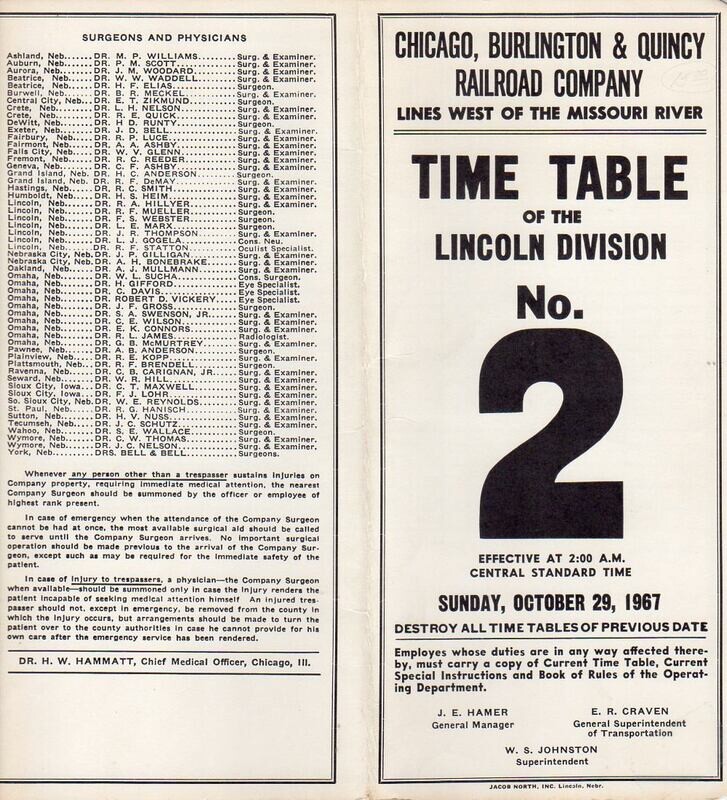 SURGEONS AND PHYSICIANS
Ashland, Neb.......DR. M. P. WILLIAMS..............Surg. & Examiner.
Auburn, Neb.......DR. P. M. SCOTT..................Surg. & Examiner.
Aurora, Neb.......DR. J. M. WOODARD.............Surg. & Examiner.
Beatrice, Neb......DR. W. W. WADDELL............Surg. & Examiner.
Beatrice, Neb......DR. H. F. ELIAS....................Surgeon.
Burwell, Neb......DR. B. R. MECKEL................Surg. & Examiner.
Central City, Neb...DR. E. T. ZIKMUND.............Surgeon.
Crete, Neb.........DR. L. H. NELSON.................Surg. & Examiner.
Crete, Neb.........DR. R. E. QUICK...................Surg. & Examiner.
DeWitt, Neb.......DR. H D. RUNTY..................Surgeon.
Exeter, Neb........DR. J. D. BELL.....................Surg. & Examiner.
Fairbury, Neb......DR. R. P. LUCE....................Surg. & Examiner.
Fairmont, Neb.....DR. A. A. ASHBY.................Surg. & Examiner.
Falls City, Neb.....DR. W. V. GLENN................Surg. & Examiner.
Fremont, Neb......DR. R. C. REEDER................Surg. & Examiner.
Geneva, Neb.......DR. C. F. ASHBY.................Surg. & Examiner.
Grand Island, Neb. DR. H. C. ANDERSON...........Surgeon.
Grand Island, Neb. DR. R. F. DeMAY................Surg. & Examiner.
Hastings, Neb......DR. R. C. SMITH..................Surg. & Examiner.
Humboldt, Neb....DR. H. S. HEIM....................Surg. & Examiner.
Lincoln, Neb.......DR. R. A. HILLYER...............Surg. & Examiner.
Lincoln, Neb.......DR. R. F. MUELLER..............Surgeon.
Lincoln, Neb.......DR. F. S. WEBSTER..............Surgeon.
Lincoln, Neb.......DR. L. E. MARX..................Surgeon.
Lincoln, Neb.......DR. J. R. THOMPSON............Surg. & Examiner.
Lincoln, Neb.......DR. L. J. GOGELA................Cons. Neu.
Lincoln, Neb.......DR. R. F. STATTON..............Oculist Specialist.
Nebraska City, Neb.DR. J. P. GILLIGAN..............Surg. & Examiner.
Nebraska City, Neb.DR. A. H. BONEBRAKE.........Surg. & Examiner.
Oakland, Neb......DR. A. J. MULLMANN............Surg. & Examiner.
Omaha, Neb.......DR. W. L. SUCHA................Cons. Surgeon.
Omaha, Neb.......DR. H. GIFFORD..................Eye Specialist.
Omaha, Neb.......DR. C. DAVIS.....................Eye Specialist.
Omaha, Neb.......DR. ROBERT D. VICKERY......Eye Specialist.
Omaha, Neb.......DR. J. F. GROSS..................Surgeon.
Omaha, Neb.......DR. S. A. SWENSON, JR.........Surg. & Examiner.
Omaha, Neb.......DR. C. E. WILSON................Surg. & Examiner.
Omaha, Neb.......DR. E. K. CONNORS.............Surg. & Examiner.
Omaha, Neb.......DR. R. L. JAMES.................Radiologist.
Omaha, Neb.......DR. G. B. McMURTREY..........Surg. & Examiner.
Pawnee, Neb.......DR. A. B. ANDERSON...........Surgeon.
Plainview, Neb.....DR. R. E. KOPP..................Surg. & Examiner.
Plattsmouth, Neb...DR. R. F. BRENDELL............Surgeon.
Ravenna, Neb......DR. C. B. CARIGNAN, JR........Surg. & Examiner.
Seward, Neb.......DR. W. R. HILL...................Surg. & Examiner.
Sioux City, Iowa...DR. C. T. MAXWELL.............Surg. & Examiner.
Sioux City, Iowa...DR. F. J. LOHR...................Surg. & Examiner.
So. Sioux City, Neb.DR. W. E. REYNOLDS..........Surg. & Examiner.
St. Paul, Neb......DR. R. G. HANISCH..............Surg. & Examiner.
Sutton, Neb........DR. H. V. NUSS...................Surg. & Examiner.
Tecumseh, Neb....DR. J. C. SCHUTZ................Surg. & Examiner.
Wahoo, Neb.......DR. S. E. WALLACE..............Surgeon.
Wymore, Neb......DR. C. W. THOMAS..............Surg. & Examiner.
Wymore, Neb......DR. J. C. NELSON................Surg. & Examiner.
York, Neb..........DRS. BELL & BELL..............Surgeons.
Whenever any person other than a trespasser sustains injuries on
Company property, requiring immediate medical attention, the nearest
Company Surgeon should be summoned by the officer or employee of
highest rank present.
In case of emergency when the attendance of the Company Surgeon
cannot be had at once, the most available surgical aid should be called
to serve until the Company Surgeon arrives. No important surgical
operation should be made previous to the arrival of the Company Sur-
geon, except such as may be required for the immediate safety of the
patient.
In case of injury to trespassers, a physician—the Company Surgeon
when available—should be summoned only in case the injury renders the
patient incapable of seeking medical attention himself An injured tres-
passer should not, except in emergency, be removed from the county in
which the injury occurs, but arrangements should be made to turn the
patient over to the county authorities in case he cannot provide for his
own care after the emergency service has been rendered.
DR. H. W. HAMMATT, Chief Medical Officer, Chicago, Ill.
CHICAGO, BURLINGTON & QUINCY
RAILROAD COMPANY
LINES WEST OF THE MISSOURI RIVER
TIME TABLE
OF THE
LINCOLN DIVISION
No.
2
EFFECTIVE AT 2:00 A.M.
CENTRAL STANDARD TIME
SUNDAY, OCTOBER 29, 1967
DESTROY ALL TIME TABLES OF PREVIOUS DATE
Employes whose duties are in any way affected there-
by, must carry a copy of Current Time Table, Current
Special Instructions and Book of Rules of the Operat-
ing Department.
J. E. HAMER
General Manager
E. R. CRAVEN
General Superintendent
of Transportation
W. S. JOHNSTON
Superintendent
JACOB NORTH, INC. Lincoln, Nebr.